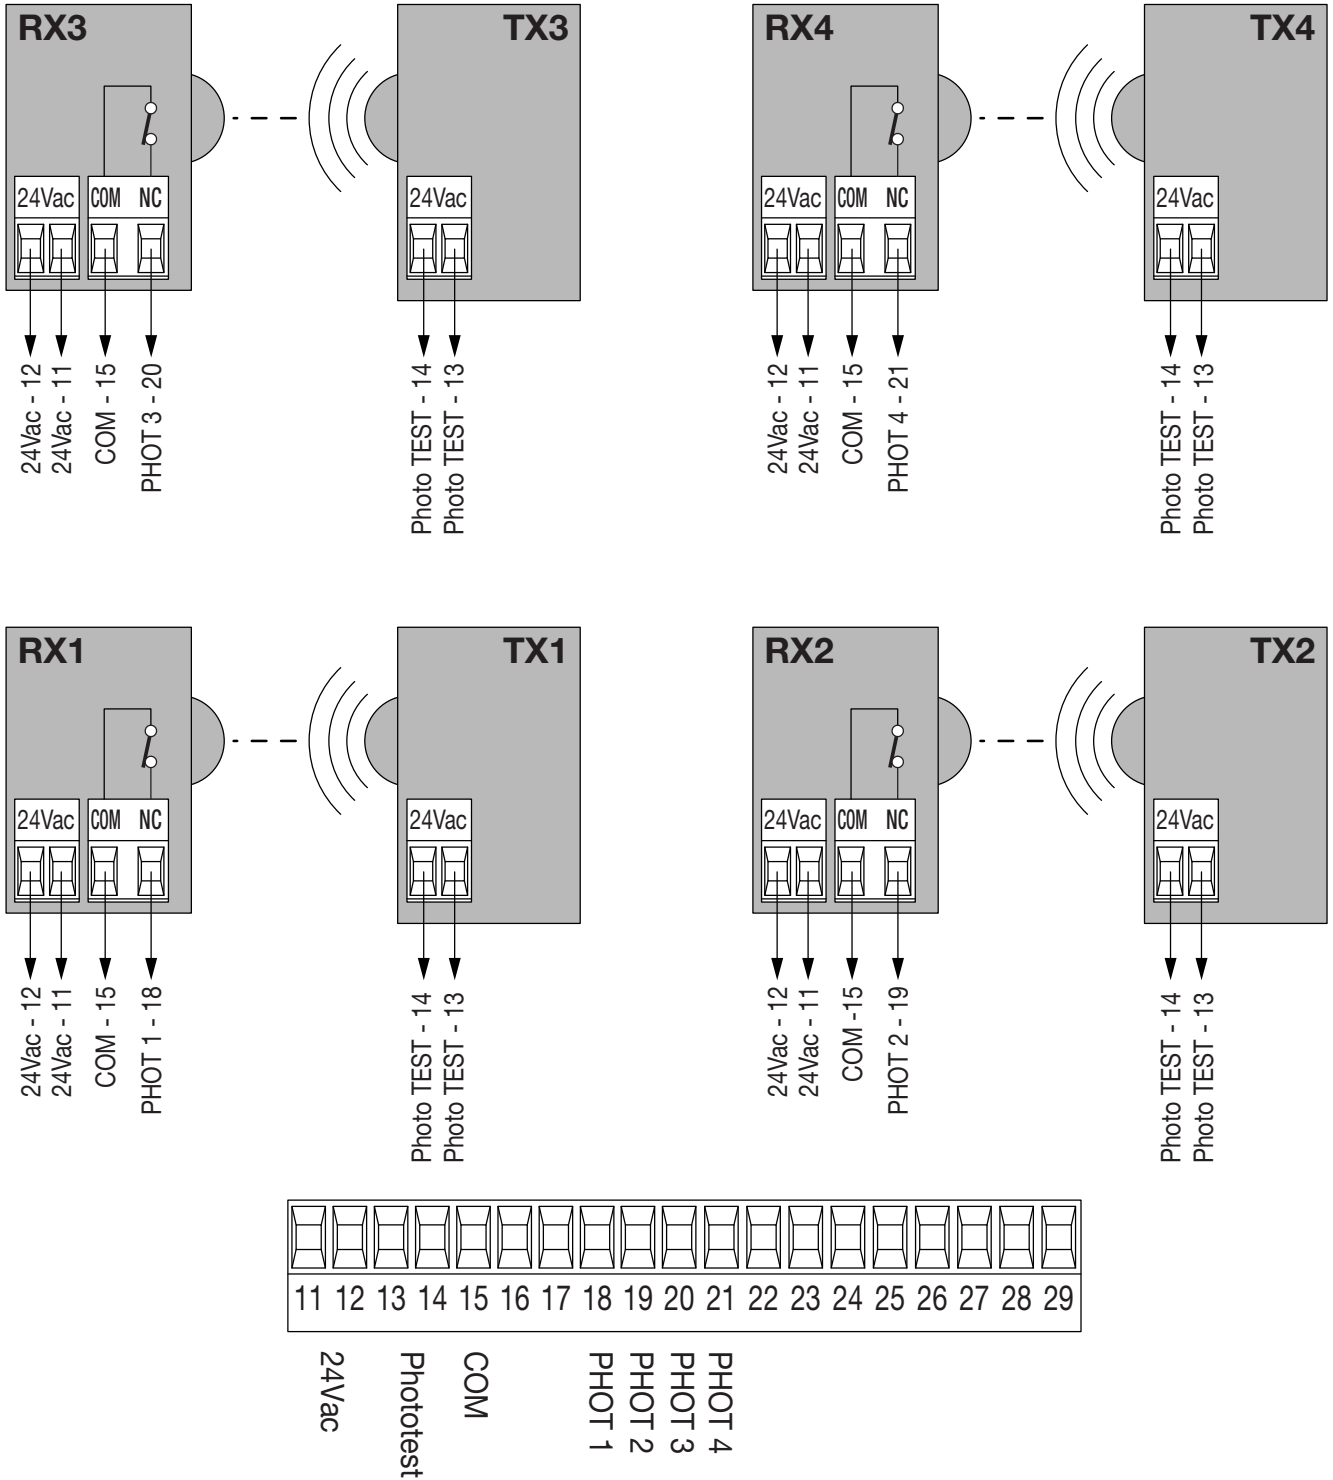 RX3
TX3
RX4
TX4
24Vac COM NC
24Vac
24Vac COM NC
24Vac
24Vac - 12
24Vac - 11
COM - 15
PHOT 3 - 20
Photo TEST - 14
Photo TEST - 13
24Vac - 12
24Vac - 11
COM - 15
PHOT 4 - 21
Photo TEST - 14
Photo TEST - 13
RX1
TX1
RX2
TX2
24Vac COM NC
24Vac
24Vac COM NC
24Vac
24Vac - 12
24Vac - 11
COM - 15
PHOT 1 - 18
Photo TEST - 14
Photo TEST - 13
24Vac - 12
24Vac - 11
COM -15
PHOT 2 - 19
Photo TEST - 14
Photo TEST - 13
11 12 13 14 15 16 17 18 19 20 21 22 23 24 25 26 27 28 29
24Vac
Phototest
COM
PHOT 1
PHOT 2
PHOT 3
PHOT 4